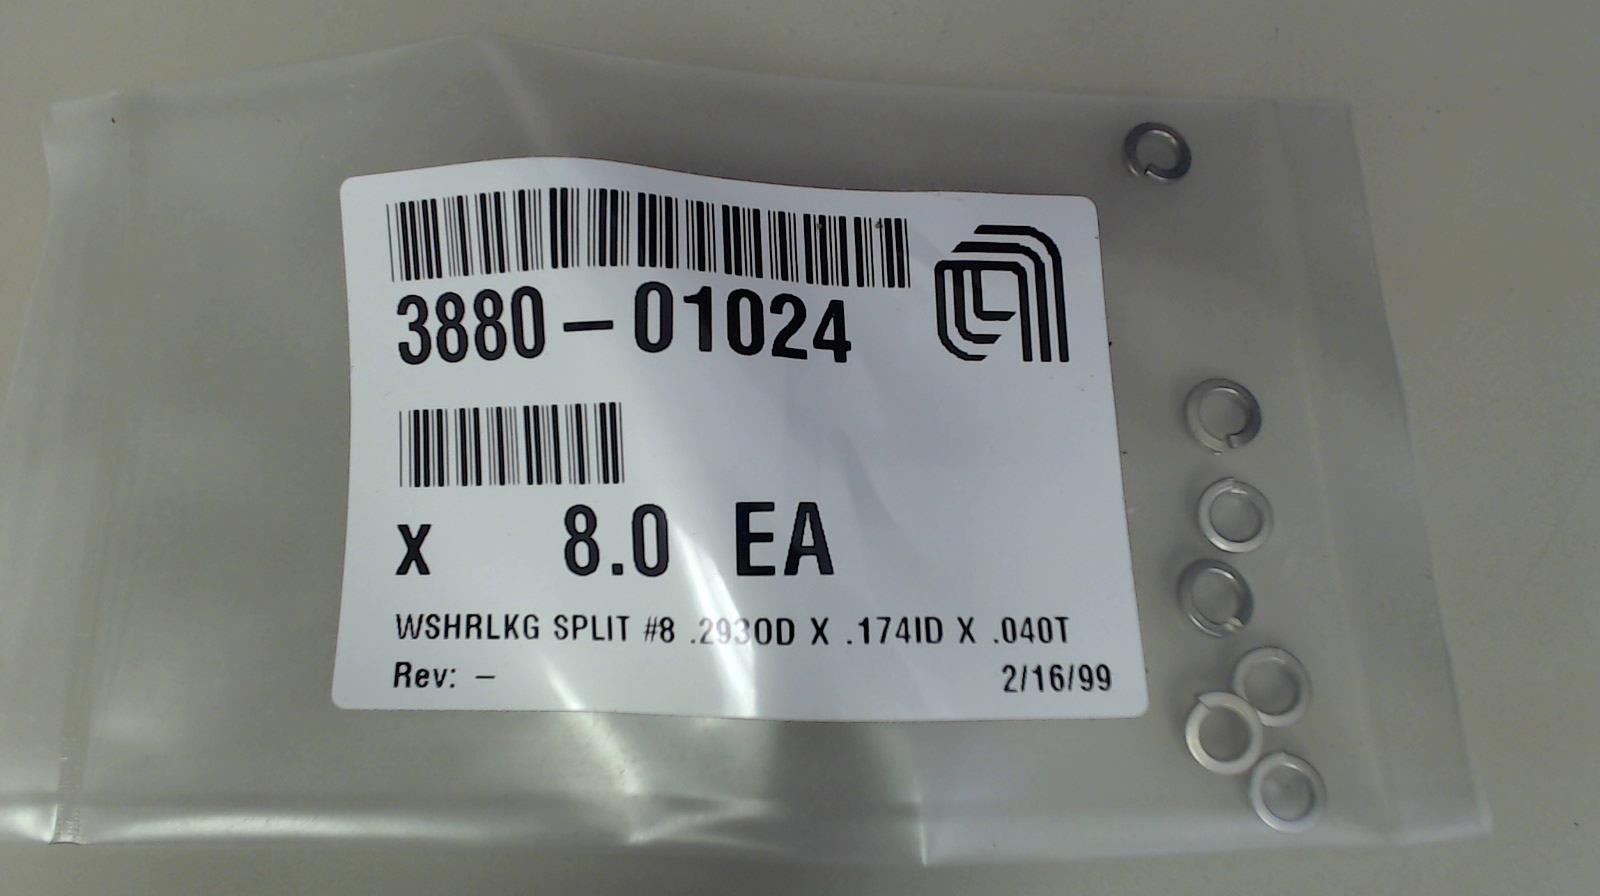 3880-01024
X 8.0 EA
WSHRLKG SPLIT #8 .293OD X .174ID X .040T
Rev: -
2/16/99